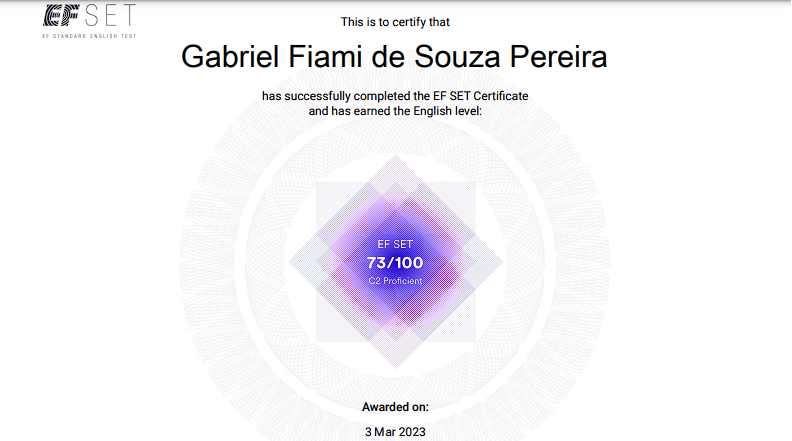 EFSET
EF STANDARD ENGLISH TEST
This is to certify that
Gabriel Fiami de Souza Pereira
has successfully completed the EF SET Certificate
and has earned the English level:
EF SET
73/100
C2 Proficient
Awarded on:
3 Mar 2023